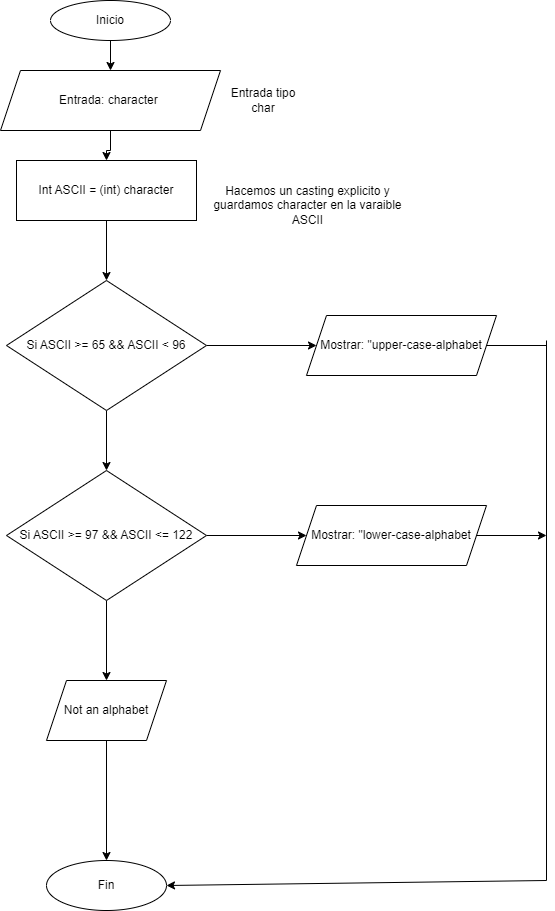 Inicio
Entrada: character
Entrada tipo
char
Int ASCII = (int) character
Hacemos un casting explicito y
guardamos character en la varaible
ASCII
Si ASCII >= 65 && ASCII < 96
Mostrar: "upper-case-alphabet
Si ASCII >= 97 && ASCII <= 122
Mostrar: "lower-case-alphabet
Not an alphabet
Fin